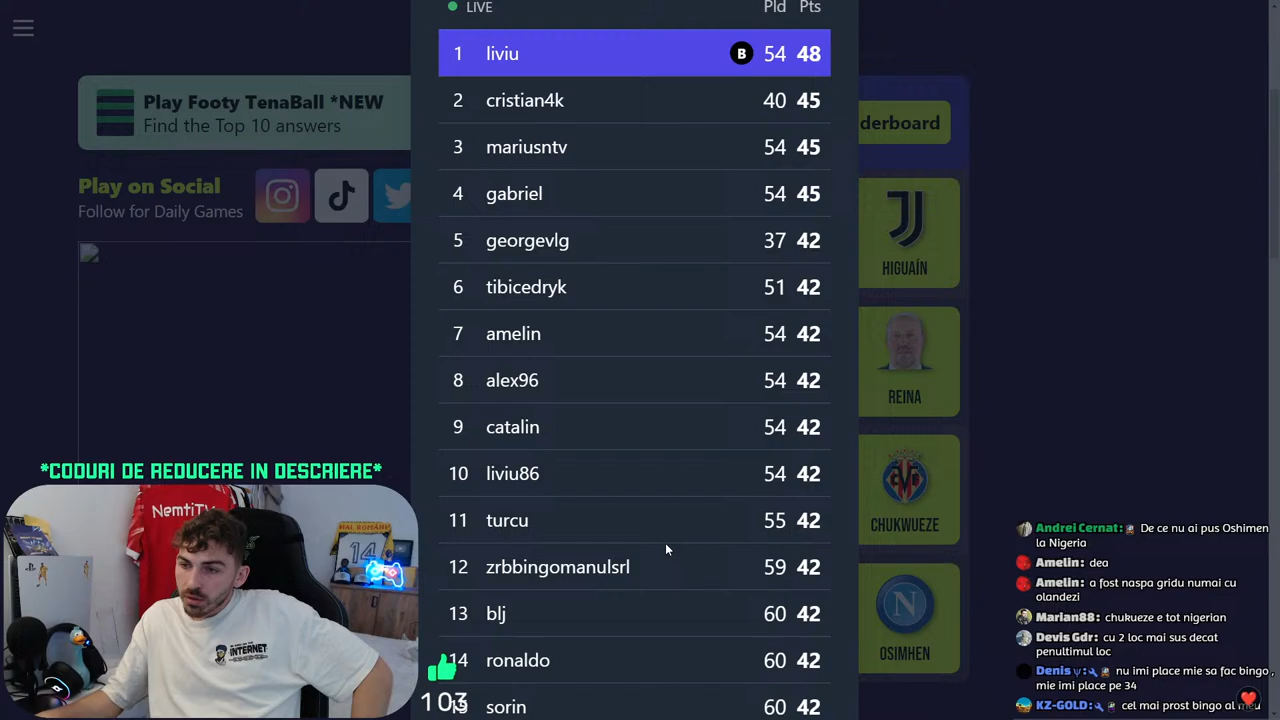 LIVE
Pld Pts
1 liviu B 54 48
2 cristian4k 40 45
3 mariusntv 54 45
4 gabriel 54 45
5 georgevlg 37 42
6 tibicedryk 51 42
7 amelin 54 42
8 alex96 54 42
9 catalin 54 42
10 liviu86 54 42
11 turcu 55 42
12 zrbbingomanulsrl 59 42
13 blj 60 42
14 ronaldo 60 42
sorin 60 42
Play Footy TenaBall *NEW
Find the Top 10 answers
Play on Social
Follow for Daily Games
derboard
HIGUAÍN
REINA
CHUKWUEZE
N
OSIMHEN
*CODURI DE REDUCERE IN DESCRIERE*
NemtiTV
14
INTERNET
103
Andrei Cernat: De ce nu ai pus Oshimen
la Nigeria
Amelin: dea
Amelin: a fost naspa gridu numai cu
olandezi
Marian88: chukueze e tot nigerian
Devis Gdr: cu 2 loc mai sus decat
penultimul loc
Denis: nu imi place mie sa fac bingo ,
mie imi place pe 34
KZ-GOLD: cel mai prost bingo al meu